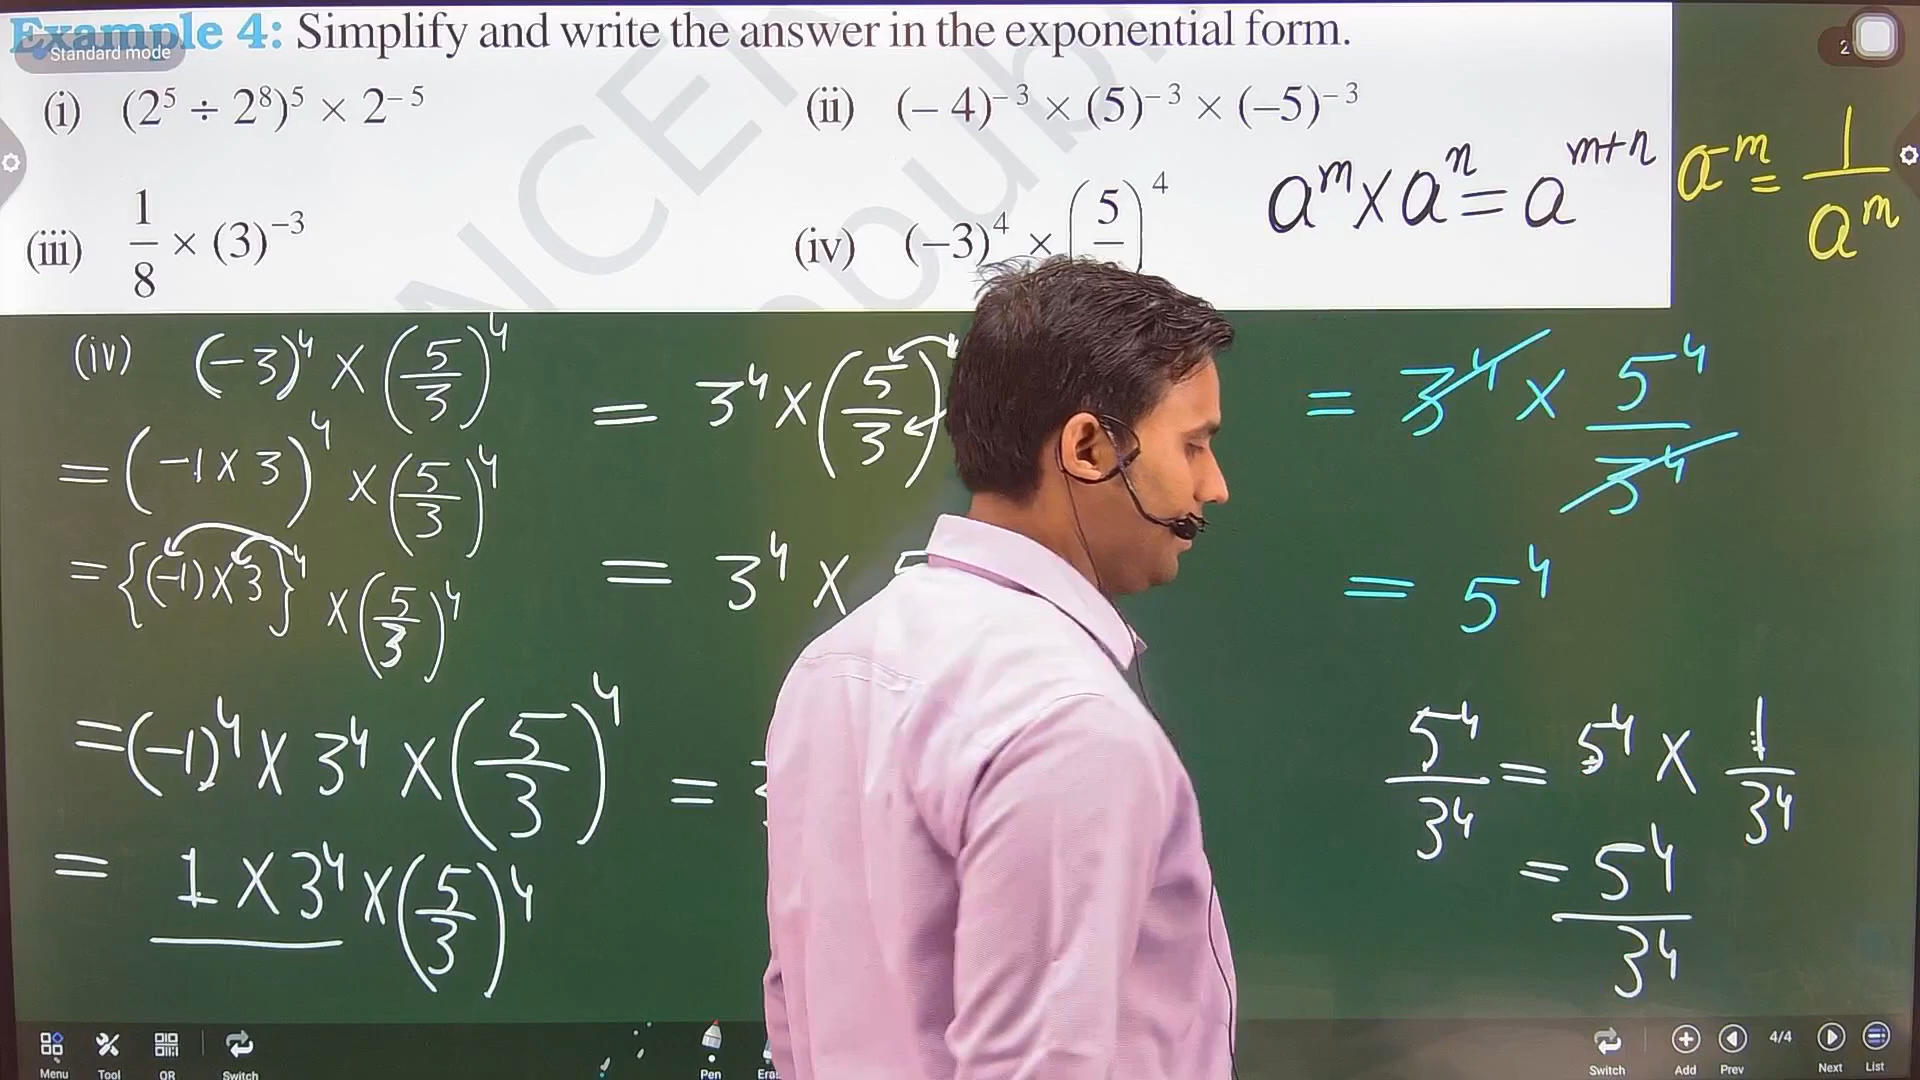 Example 4: Simplify and write the answer in the exponential form.
Standard mode
2
(i) (2⁵ ÷ 2⁸)⁵ × 2⁻⁵
(ii) (– 4)⁻³ × (5)⁻³ × (–5)⁻³
(iii) 1/8 × (3)⁻³
(iv) (–3)⁴ × (5/ )⁴
aᵐ × aⁿ = aᵐ⁺ⁿ
a⁻ᵐ = 1/aᵐ
(iv) (-3)⁴ × (5/3)⁴
= (-1 × 3)⁴ × (5/3)⁴
= {(-1) × 3}⁴ × (5/3)⁴
= (-1)⁴ × 3⁴ × (5/3)⁴
= 1 × 3⁴ × (5/3)⁴
= 3⁴ × (5/3)
= 3⁴ ×
=
= 3⁴ × 5⁴/3⁴
= 5⁴
5⁴/3⁴ = 5⁴ × 1/3⁴
= 5⁴/3⁴
Menu Tool QR Switch Pen Switch Add Prev 4/4 Next List